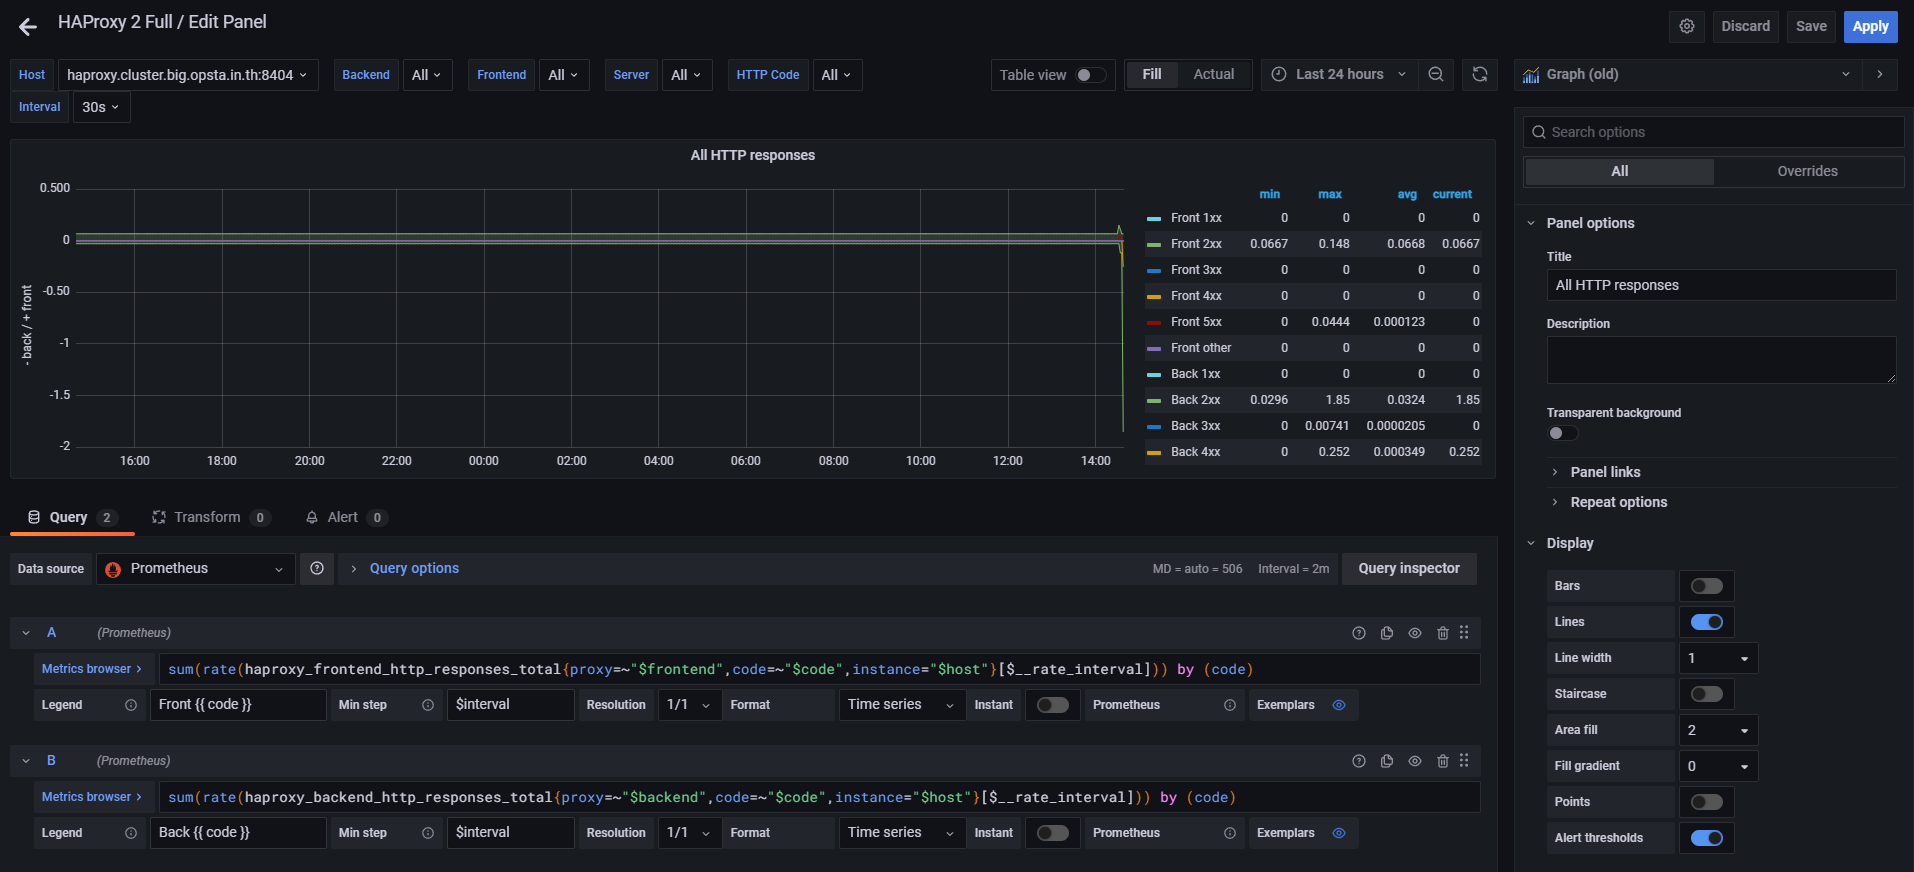 HAProxy 2 Full / Edit Panel
Discard
Save
Apply
Host
haproxy.cluster.big.opsta.in.th:8404
Backend
All
Frontend
All
Server
All
HTTP Code
All
Interval
30s
Table view
Fill
Actual
Last 24 hours
Graph (old)
All HTTP responses
- back / + front
0.500
0
-0.50
-1
-1.5
-2
16:00 18:00 20:00 22:00 00:00 02:00 04:00 06:00 08:00 10:00 12:00 14:00
min max avg current
Front 1xx 0 0 0 0
Front 2xx 0.0667 0.148 0.0668 0.0667
Front 3xx 0 0 0 0
Front 4xx 0 0 0 0
Front 5xx 0 0.0444 0.000123 0
Front other 0 0 0 0
Back 1xx 0 0 0 0
Back 2xx 0.0296 1.85 0.0324 1.85
Back 3xx 0 0.00741 0.0000205 0
Back 4xx 0 0.252 0.000349 0.252
Query 2
Transform 0
Alert 0
Data source
Prometheus
Query options
MD = auto = 506
Interval = 2m
Query inspector
A (Prometheus)
Metrics browser >
sum(rate(haproxy_frontend_http_responses_total{proxy=~"$frontend",code=~"$code",instance="$host"}[$__rate_interval])) by (code)
Legend Front {{ code }} Min step $interval Resolution 1/1 Format Time series Instant Prometheus Exemplars
B (Prometheus)
Metrics browser >
sum(rate(haproxy_backend_http_responses_total{proxy=~"$backend",code=~"$code",instance="$host"}[$__rate_interval])) by (code)
Legend Back {{ code }} Min step $interval Resolution 1/1 Format Time series Instant Prometheus Exemplars
Search options
All
Overrides
Panel options
Title
All HTTP responses
Description
Transparent background
Panel links
Repeat options
Display
Bars
Lines
Line width 1
Staircase
Area fill 2
Fill gradient 0
Points
Alert thresholds